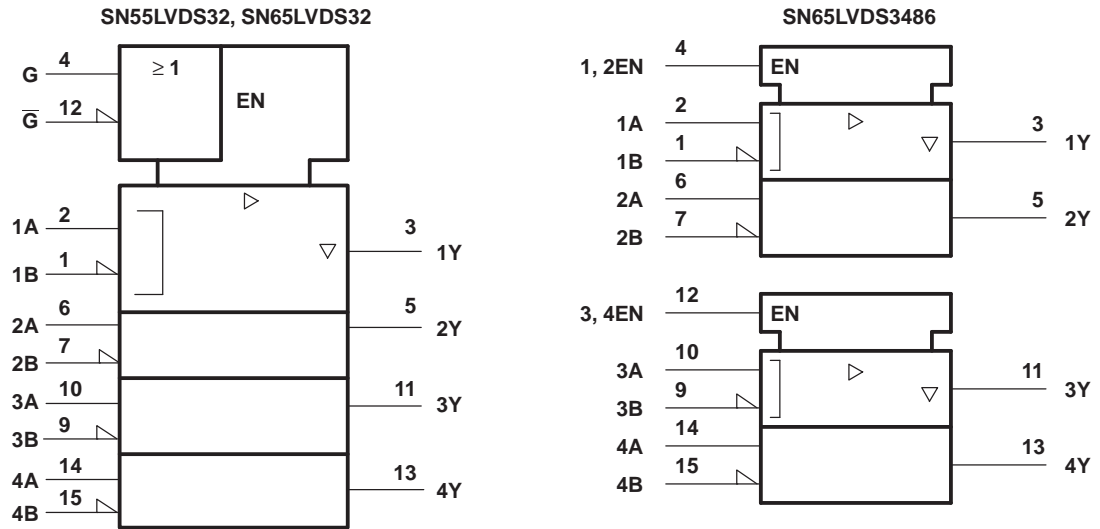 SN55LVDS32, SN65LVDS32
G 4 ≥ 1
G̅ 12 EN
1A 2
3 1Y
1B 1
2A 6
5 2Y
2B 7
3A 10
11 3Y
3B 9
4A 14
13 4Y
4B 15
SN65LVDS3486
1, 2EN 4 EN
1A 2
3 1Y
1B 1
2A 6
5 2Y
2B 7
3, 4EN 12 EN
3A 10
11 3Y
3B 9
4A 14
13 4Y
4B 15